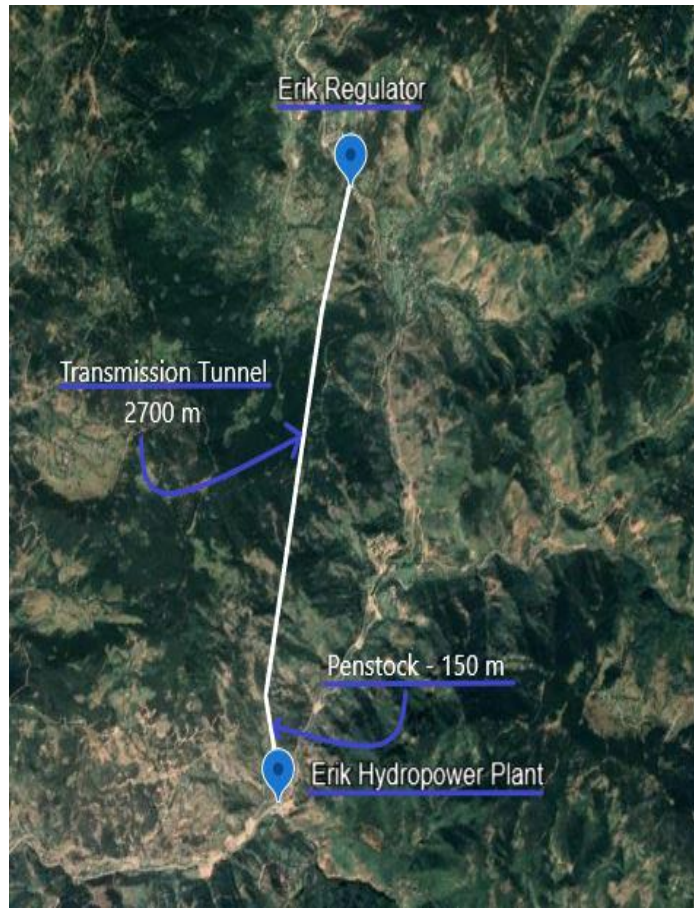 Erik Regulator
Transmission Tunnel
2700 m
Penstock - 150 m
Erik Hydropower Plant